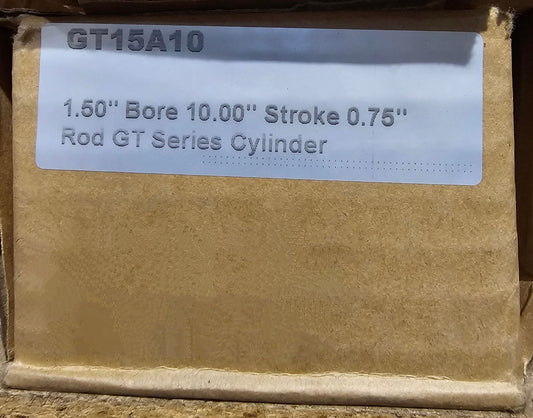 GT15A10
1.50" Bore 10.00" Stroke 0.75"
Rod GT Series Cylinder